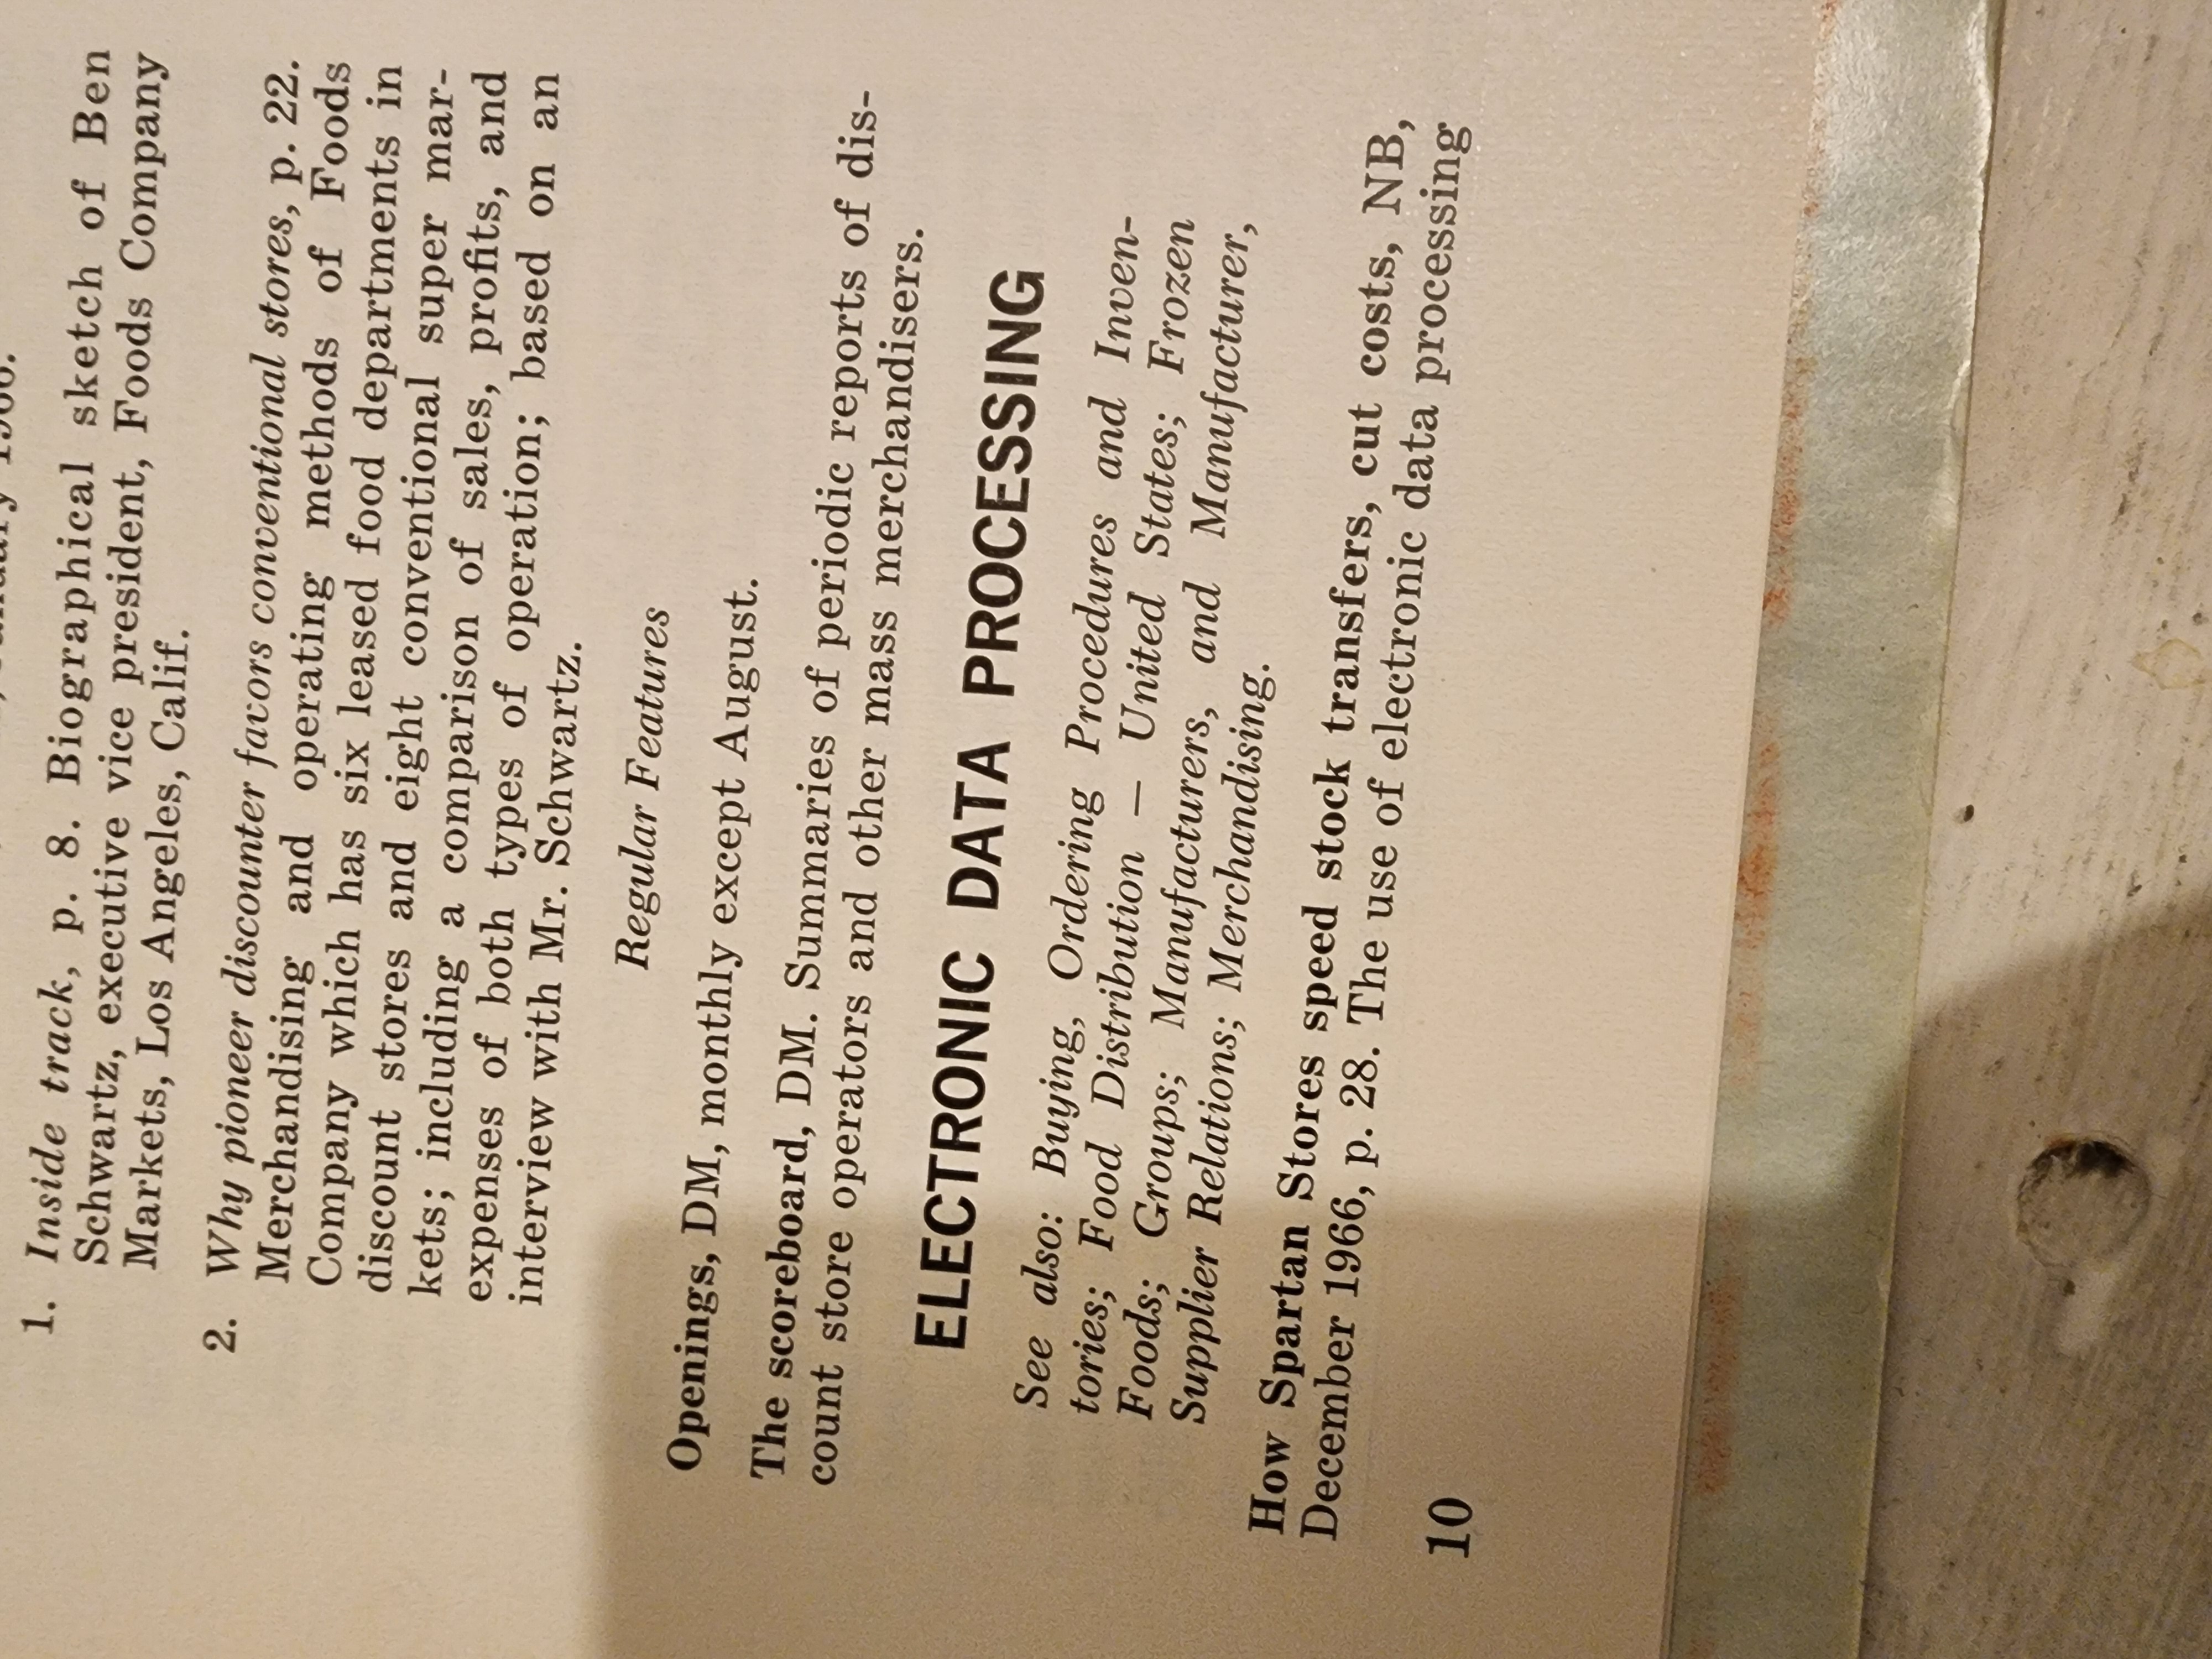 1. Inside track, p. 8. Biographical sketch of Ben
Schwartz, executive vice president, Foods Company
Markets, Los Angeles, Calif.
2. Why pioneer discounter favors conventional stores, p. 22.
Merchandising and operating methods of Foods
Company which has six leased food departments in
discount stores and eight conventional super mar-
kets; including a comparison of sales, profits, and
expenses of both types of operation; based on an
interview with Mr. Schwartz.
Regular Features
Openings, DM, monthly except August.
The scoreboard, DM. Summaries of periodic reports of dis-
count store operators and other mass merchandisers.
ELECTRONIC DATA PROCESSING
See also: Buying, Ordering Procedures and Inven-
tories; Food Distribution — United States; Frozen
Foods; Groups; Manufacturers, and Manufacturer,
Supplier Relations; Merchandising.
How Spartan Stores speed stock transfers, cut costs, NB,
December 1966, p. 28. The use of electronic data processing
10